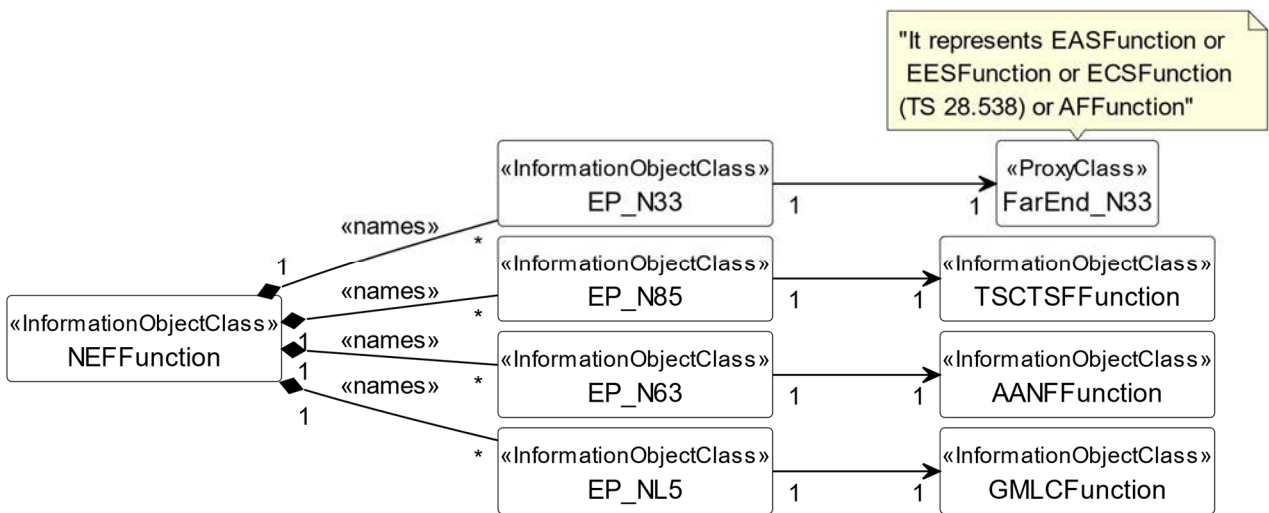 "It represents EASFunction or
EESFunction or ECSFunction
(TS 28.538) or AFFunction"
«InformationObjectClass»
EP_N33
1
1
«ProxyClass»
FarEnd_N33
«names»
*
1
«InformationObjectClass»
EP_N85
1
1
«InformationObjectClass»
TSCTSFFunction
«names»
*
1
«InformationObjectClass»
NEFFunction
«names»
*
1
«InformationObjectClass»
EP_N63
1
1
«InformationObjectClass»
AANFFunction
«names»
*
1
«InformationObjectClass»
EP_NL5
1
1
«InformationObjectClass»
GMLCFunction